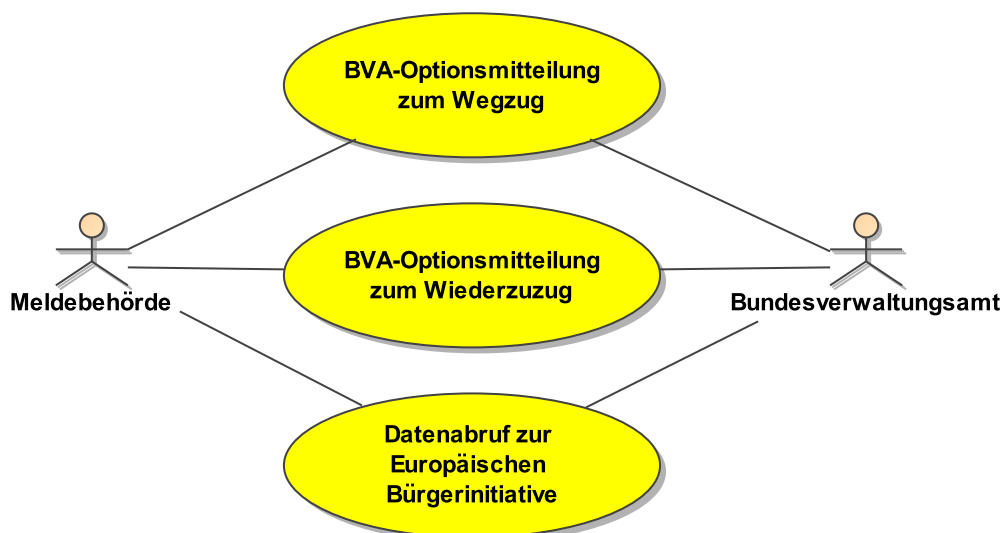 BVA-Optionsmitteilung
zum Wegzug
BVA-Optionsmitteilung
zum Wiederzuzug
Meldebehörde
Bundesverwaltungsamt
Datenabruf zur
Europäischen
Bürgerinitiative